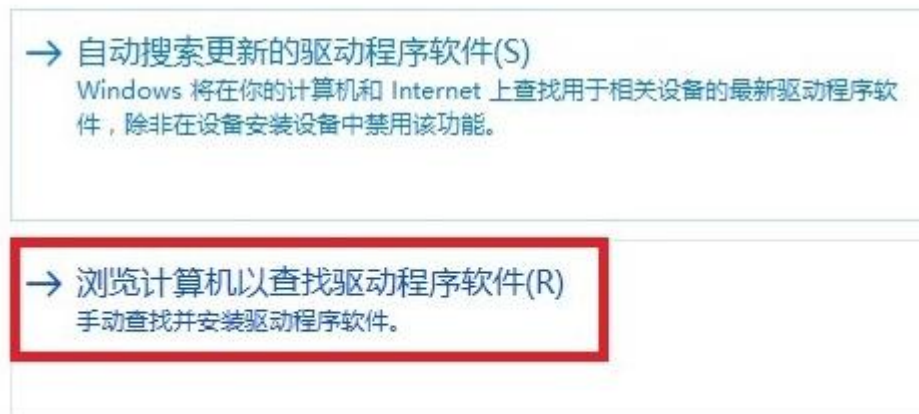 → 自动搜索更新的驱动程序软件(S)
Windows 将在你的计算机和 Internet 上查找用于相关设备的最新驱动程序软
件，除非在设备安装设备中禁用该功能。
→ 浏览计算机以查找驱动程序软件(R)
手动查找并安装驱动程序软件。